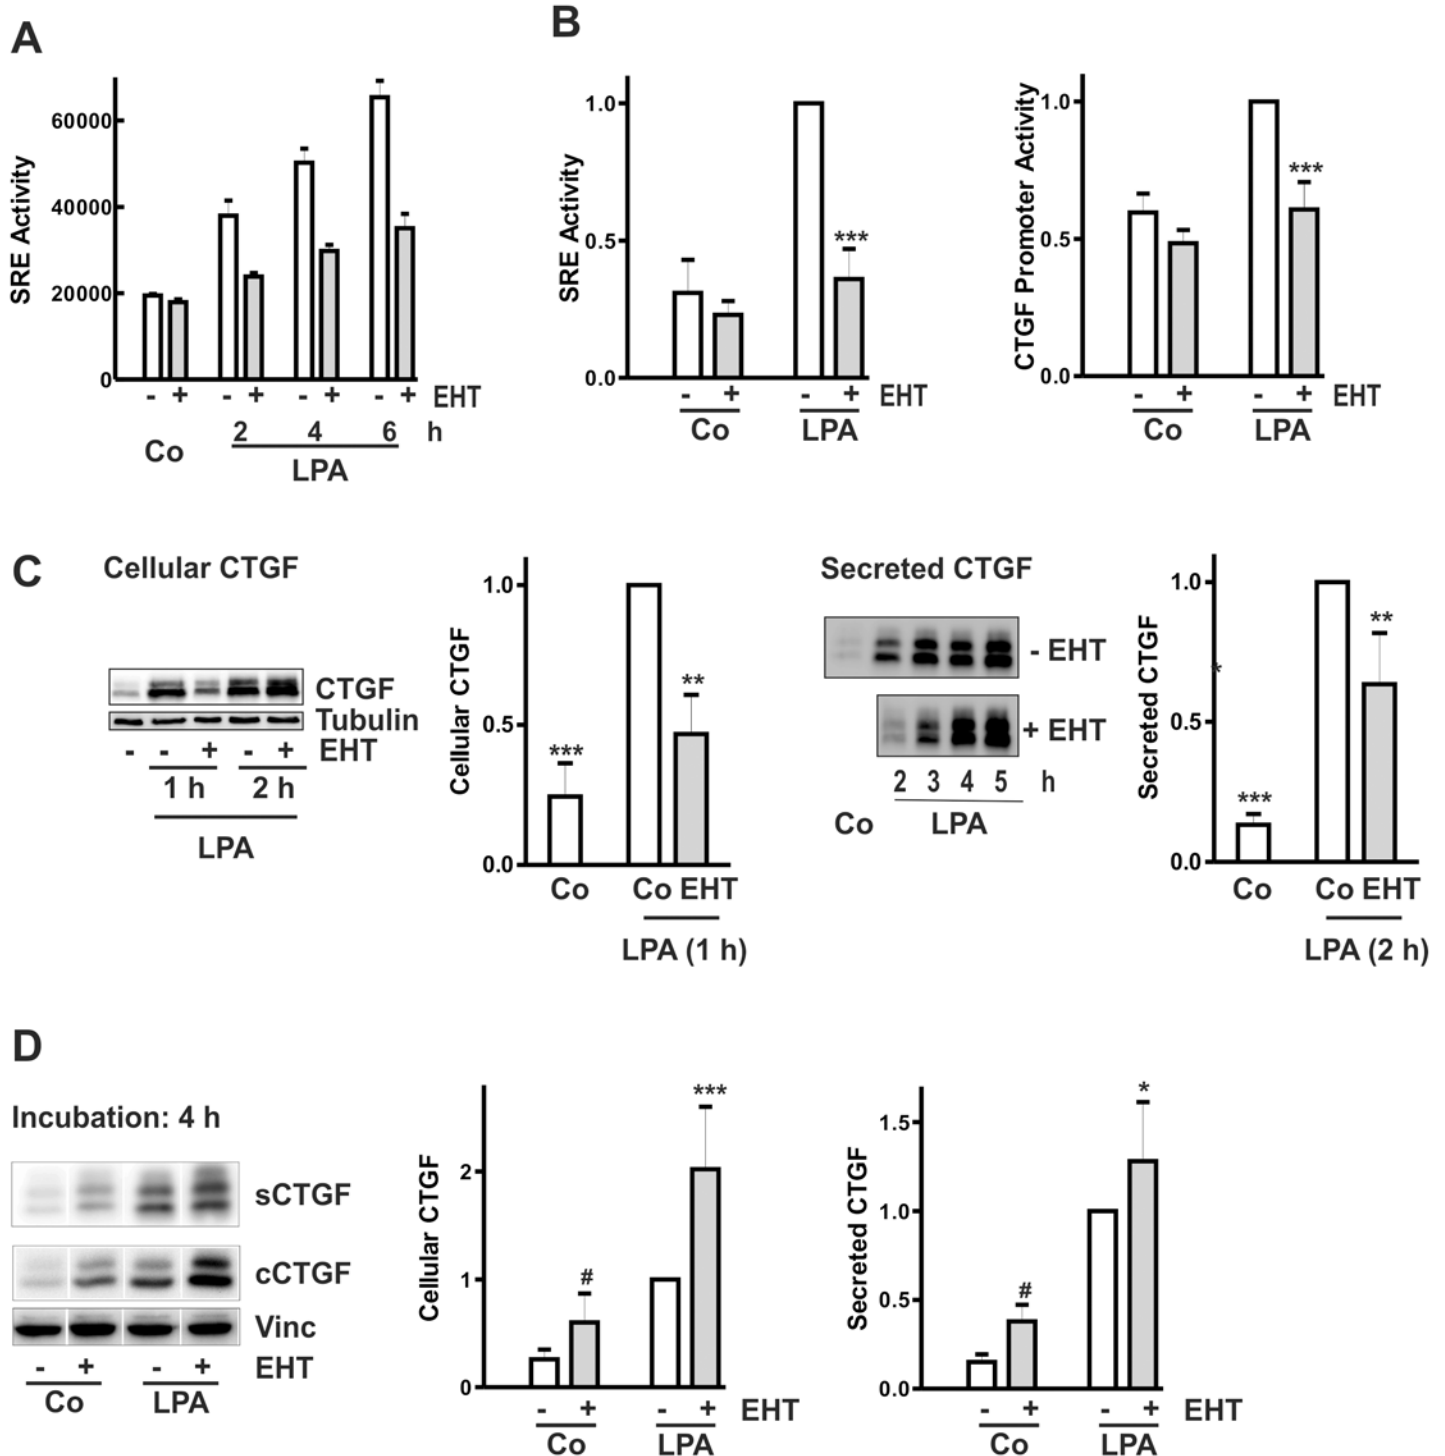 A
SRE Activity
60000
40000
20000
0
- + - + - + - + EHT
2 4 6 h
Co
LPA
B
SRE Activity
1.0
0.5
0.0
***
- + - + EHT
Co LPA
CTGF Promoter Activity
1.0
0.5
0.0
***
- + - + EHT
Co LPA
C
Cellular CTGF
CTGF
Tubulin
- - + - + EHT
1 h 2 h
LPA
Cellular CTGF
1.0
0.5
0.0
***
**
Co Co EHT
LPA (1 h)
Secreted CTGF
- EHT
+ EHT
2 3 4 5 h
Co LPA
Secreted CTGF
1.0
0.5
0.0
*
***
**
Co Co EHT
LPA (2 h)
D
Incubation: 4 h
sCTGF
cCTGF
Vinc
- + - + EHT
Co LPA
Cellular CTGF
2
1
0
#
***
- + - + EHT
Co LPA
Secreted CTGF
1.5
1.0
0.5
0.0
#
*
- + - + EHT
Co LPA